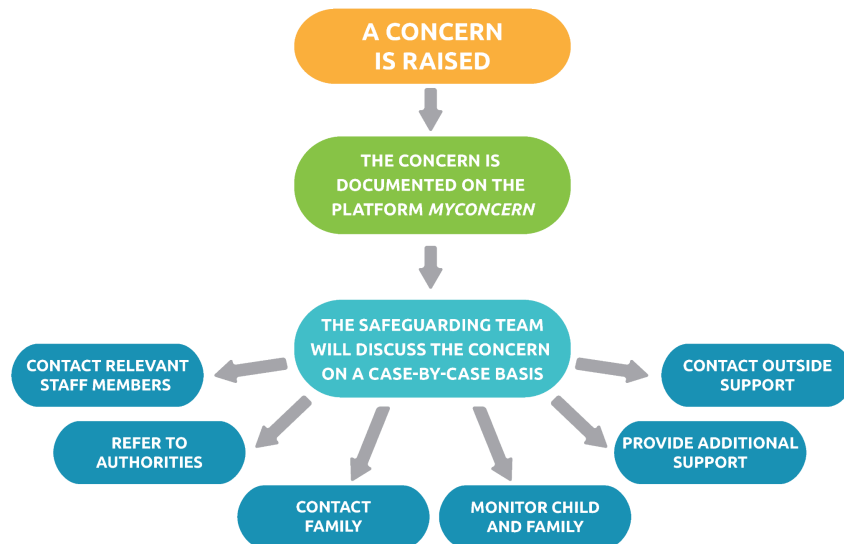 A CONCERN
IS RAISED
THE CONCERN IS
DOCUMENTED ON THE
PLATFORM MYCONCERN
THE SAFEGUARDING TEAM
WILL DISCUSS THE CONCERN
ON A CASE-BY-CASE BASIS
CONTACT RELEVANT
STAFF MEMBERS
REFER TO
AUTHORITIES
CONTACT
FAMILY
MONITOR CHILD
AND FAMILY
PROVIDE ADDITIONAL
SUPPORT
CONTACT OUTSIDE
SUPPORT